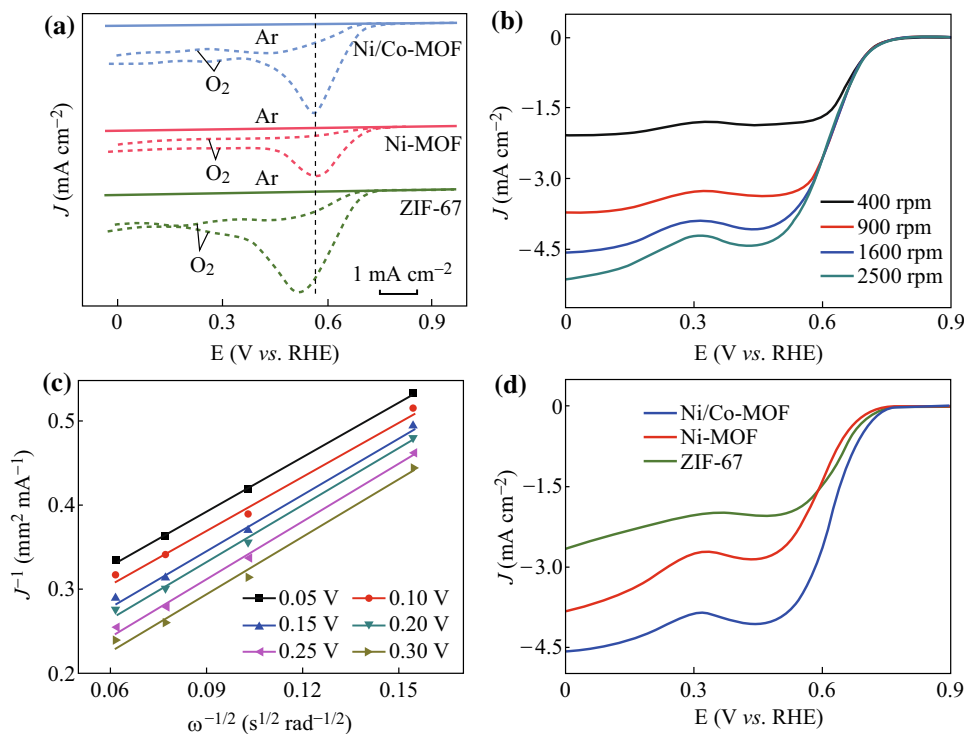 (a)
Ar
Ni/Co-MOF
O₂
Ar
Ni-MOF
O₂
Ar
ZIF-67
O₂
1 mA cm⁻²
J (mA cm⁻²)
0 0.3 0.6 0.9
E (V vs. RHE)
(b)
0
−1.5
−3.0
−4.5
J (mA cm⁻²)
400 rpm
900 rpm
1600 rpm
2500 rpm
0 0.3 0.6 0.9
E (V vs. RHE)
(c)
0.5
0.4
0.3
0.2
J⁻¹ (mm² mA⁻¹)
0.05 V 0.10 V
0.15 V 0.20 V
0.25 V 0.30 V
0.06 0.09 0.12 0.15
ω⁻¹/² (s¹/² rad⁻¹/²)
(d)
0
−1.5
−3.0
−4.5
J (mA cm⁻²)
Ni/Co-MOF
Ni-MOF
ZIF-67
0 0.3 0.6 0.9
E (V vs. RHE)